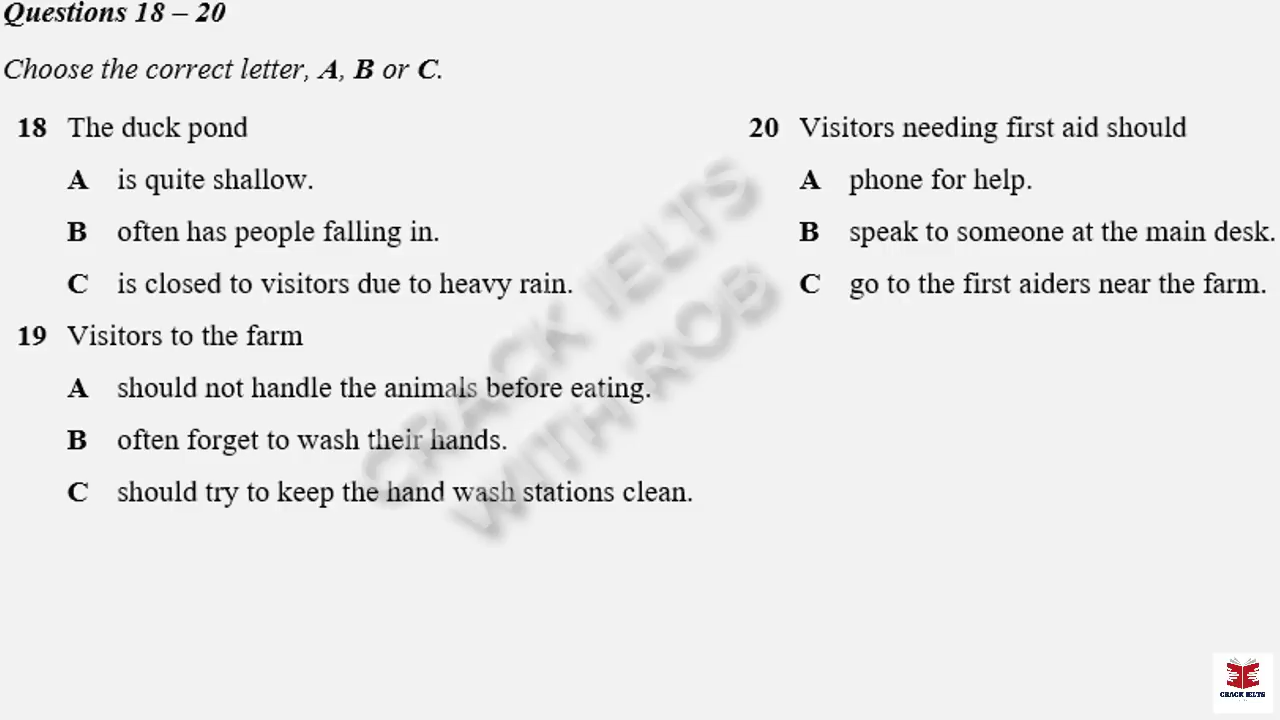 Questions 18 – 20
Choose the correct letter, A, B or C.
18 The duck pond
A is quite shallow.
B often has people falling in.
C is closed to visitors due to heavy rain.
19 Visitors to the farm
A should not handle the animals before eating.
B often forget to wash their hands.
C should try to keep the hand wash stations clean.
20 Visitors needing first aid should
A phone for help.
B speak to someone at the main desk.
C go to the first aiders near the farm.
CRACK IELTS
WITH ROB
CRACK IELTS